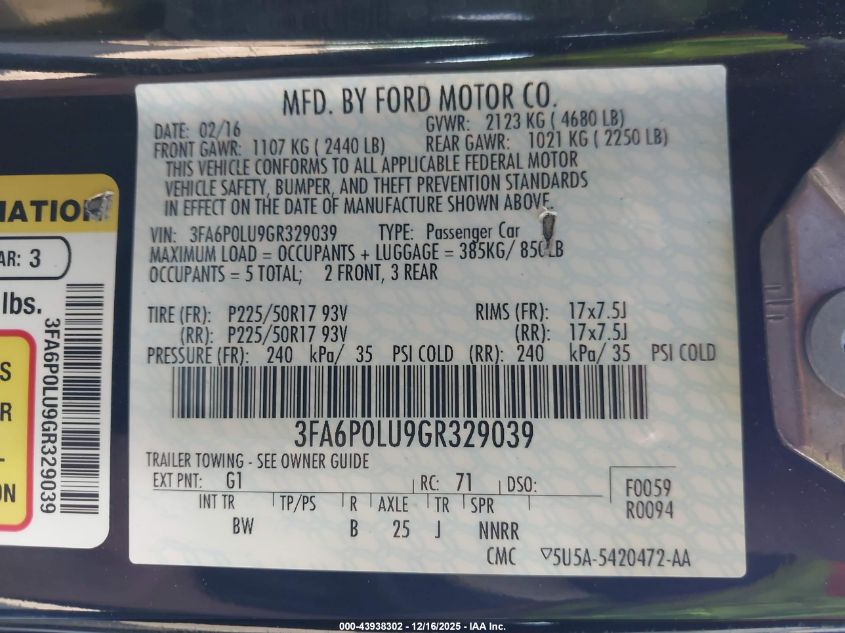 MFD. BY FORD MOTOR CO.
DATE: 02/16 GVWR: 2123 KG ( 4680 LB)
FRONT GAWR: 1107 KG ( 2440 LB) REAR GAWR: 1021 KG ( 2250 LB)
THIS VEHICLE CONFORMS TO ALL APPLICABLE FEDERAL MOTOR
VEHICLE SAFETY, BUMPER, AND THEFT PREVENTION STANDARDS
IN EFFECT ON THE DATE OF MANUFACTURE SHOWN ABOVE.
VIN: 3FA6P0LU9GR329039 TYPE: Passenger Car
MAXIMUM LOAD = OCCUPANTS + LUGGAGE = 385KG/ 850LB
OCCUPANTS = 5 TOTAL; 2 FRONT, 3 REAR
TIRE (FR): P225/50R17 93V RIMS (FR): 17x7.5J
(RR): P225/50R17 93V (RR): 17x7.5J
PRESSURE (FR): 240 kPa/ 35 PSI COLD (RR): 240 kPa/ 35 PSI COLD
3FA6P0LU9GR329039
TRAILER TOWING - SEE OWNER GUIDE
EXT PNT: G1 RC: 71 DSO: F0059
INT TR TP/PS R AXLE TR SPR R0094
BW B 25 J NNRR
CMC ▽5U5A-5420472-AA
MATION
AR: 3
lbs.
S
R
-
ON
3FA6P0LU9GR329039
000-43938302 - 12/16/2025 - IAA Inc.